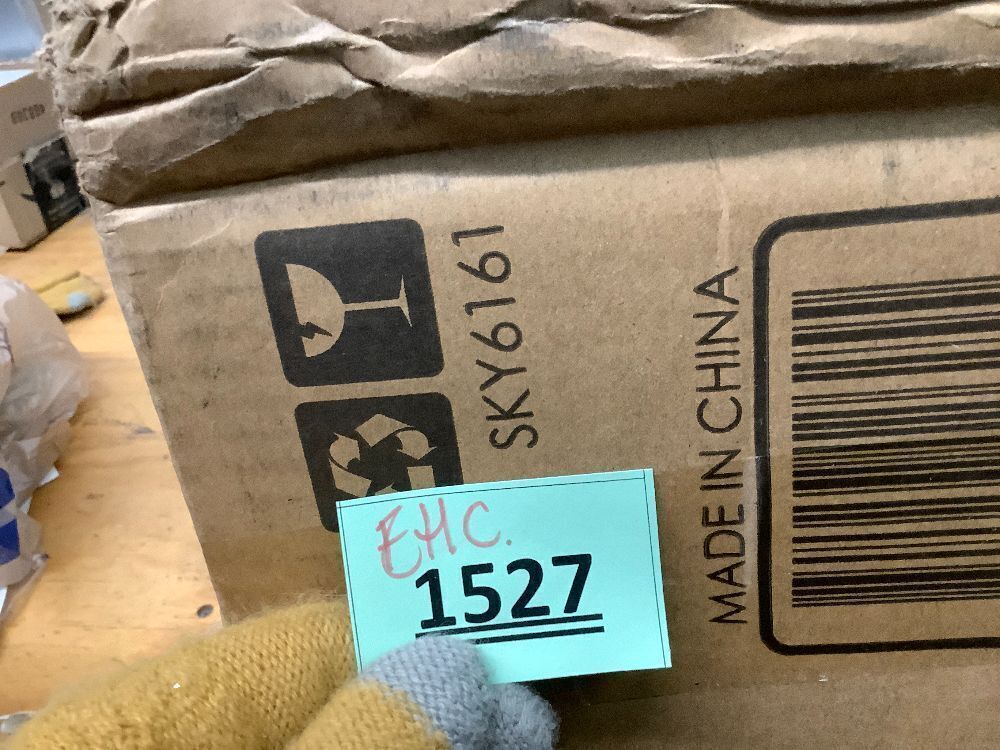 SKY6161
MADE IN CHINA
EHC.
1527